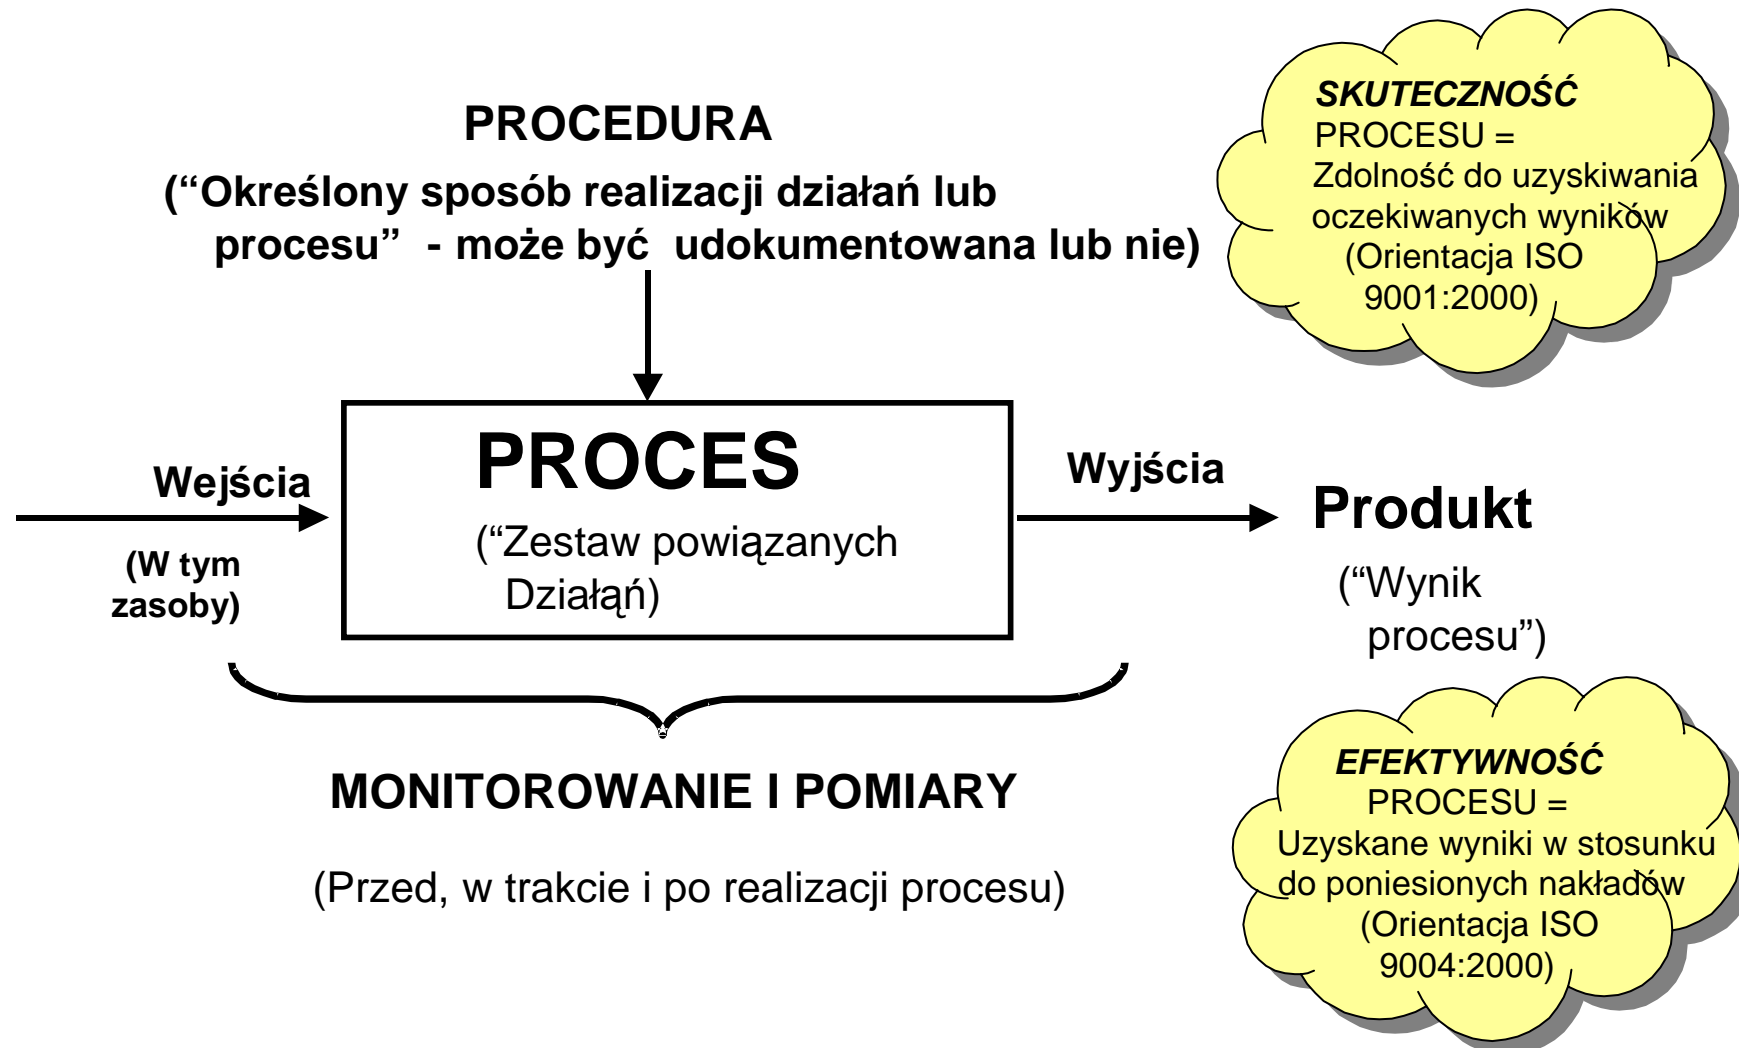 PROCEDURA
(“Określony sposób realizacji działań lub
procesu” - może być udokumentowana lub nie)
SKUTECZNOŚĆ
PROCESU =
Zdolność do uzyskiwania
oczekiwanych wyników
(Orientacja ISO
9001:2000)
Wejścia
(W tym
zasoby)
PROCES
(“Zestaw powiązanych
Działąń)
Wyjścia
Produkt
(“Wynik
procesu”)
MONITOROWANIE I POMIARY
(Przed, w trakcie i po realizacji procesu)
EFEKTYWNOŚĆ
PROCESU =
Uzyskane wyniki w stosunku
do poniesionych nakładów
(Orientacja ISO
9004:2000)